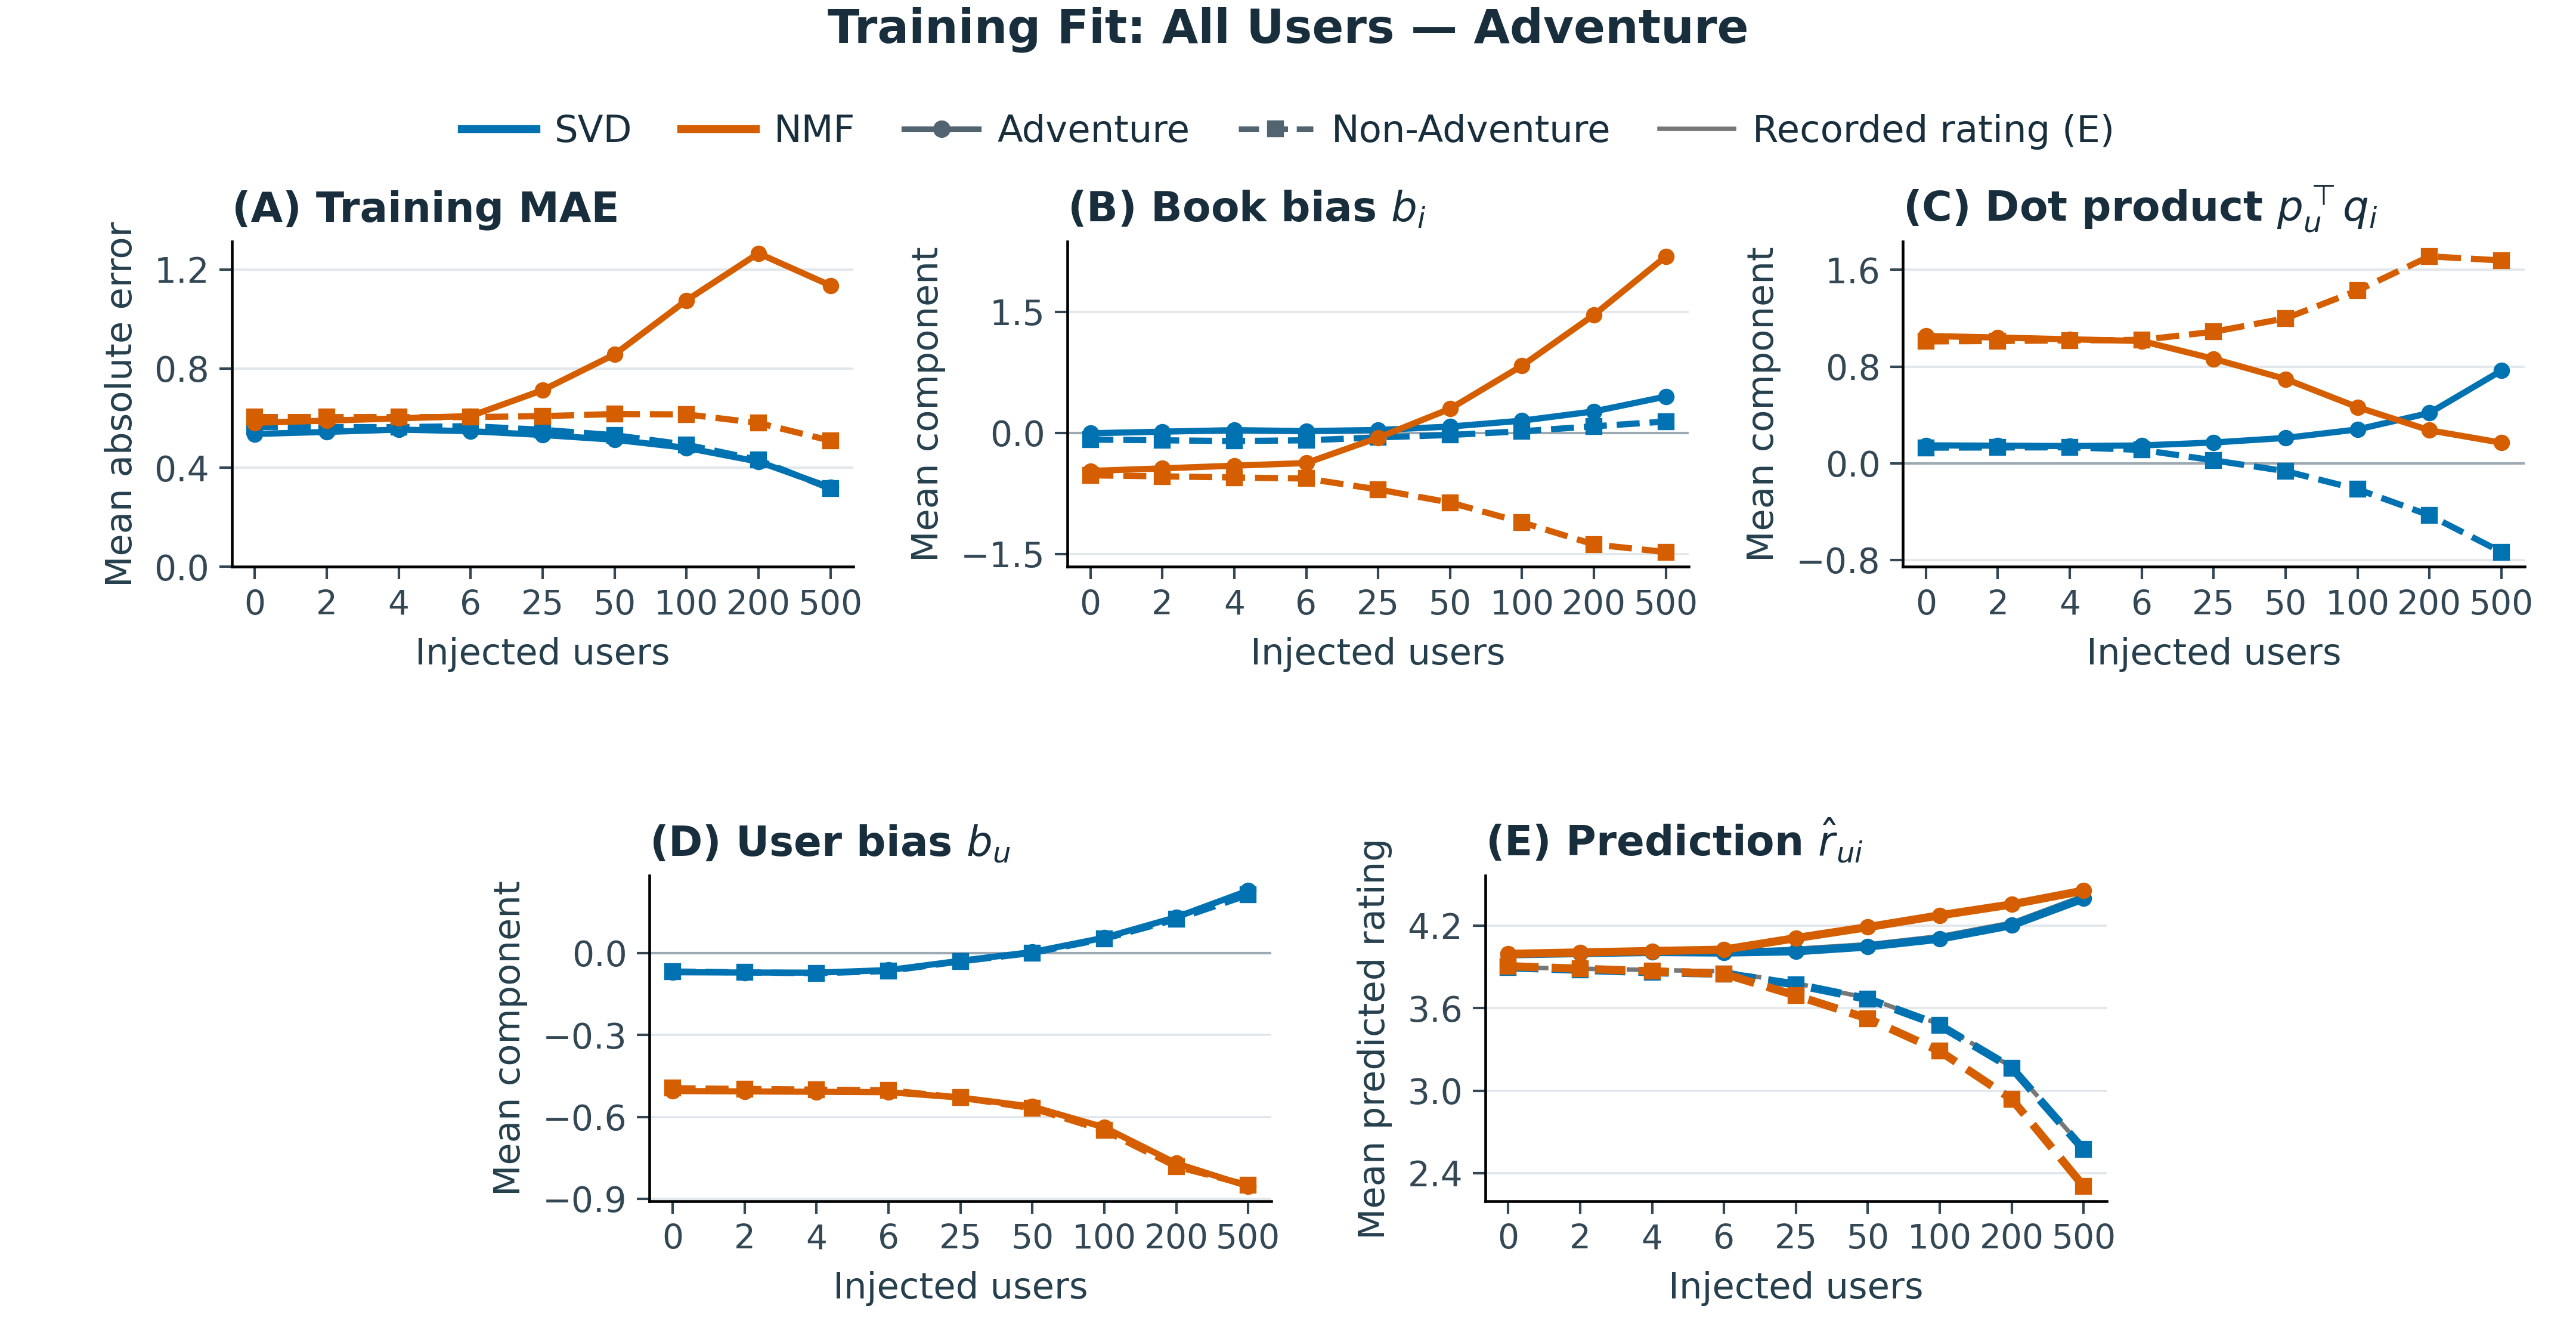 Training Fit: All Users — Adventure
SVD NMF Adventure Non-Adventure Recorded rating (E)
(A) Training MAE
Mean absolute error
1.2
0.8
0.4
0.0
0 2 4 6 25 50 100 200 500
Injected users
(B) Book bias b_i
Mean component
1.5
0.0
−1.5
0 2 4 6 25 50 100 200 500
Injected users
(C) Dot product p_u^⊤ q_i
Mean component
1.6
0.8
0.0
−0.8
0 2 4 6 25 50 100 200 500
Injected users
(D) User bias b_u
Mean component
0.0
−0.3
−0.6
−0.9
0 2 4 6 25 50 100 200 500
Injected users
(E) Prediction r̂_ui
Mean predicted rating
4.2
3.6
3.0
2.4
0 2 4 6 25 50 100 200 500
Injected users